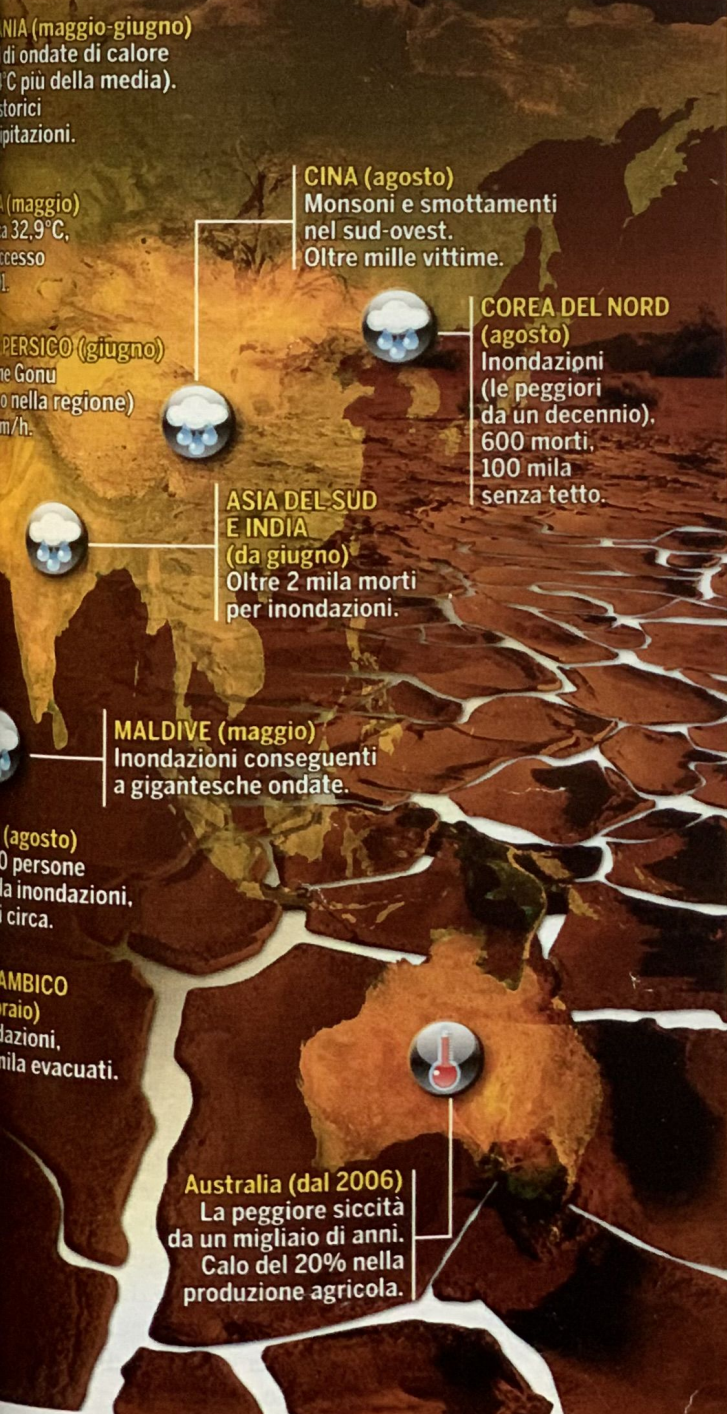 NIA (maggio-giugno)
di ondate di calore
°C più della media).
storici
ipitazioni.
(maggio)
a 32,9°C,
ccesso
PERSICO (giugno)
ne Gonu
o nella regione)
m/h.
CINA (agosto)
Monsoni e smottamenti
nel sud-ovest.
Oltre mille vittime.
COREA DEL NORD
(agosto)
Inondazioni
(le peggiori
da un decennio),
600 morti,
100 mila
senza tetto.
ASIA DEL SUD
E INDIA
(da giugno)
Oltre 2 mila morti
per inondazioni.
MALDIVE (maggio)
Inondazioni conseguenti
a gigantesche ondate.
(agosto)
0 persone
la inondazioni,
i circa.
AMBICO
raio)
dazioni,
mila evacuati.
Australia (dal 2006)
La peggiore siccità
da un migliaio di anni.
Calo del 20% nella
produzione agricola.